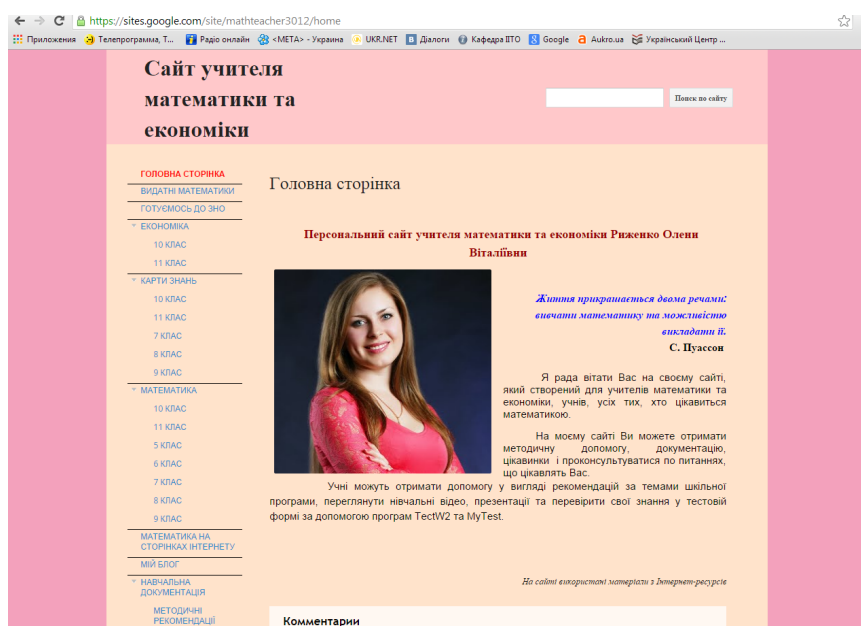 https://sites.google.com/site/mathteacher3012/home
Приложения Телепрограмма, Т... Радіо онлайн <META> - Украина UKR.NET Діалоги Кафедра ІІТО Google Aukro.ua Український Центр ...
Сайт учителя
математики та
економіки
Поиск по сайту
ГОЛОВНА СТОРІНКА
ВИДАТНІ МАТЕМАТИКИ
ГОТУЄМОСЬ ДО ЗНО
ЕКОНОМІКА
10 КЛАС
11 КЛАС
КАРТИ ЗНАНЬ
10 КЛАС
11 КЛАС
7 КЛАС
8 КЛАС
9 КЛАС
МАТЕМАТИКА
10 КЛАС
11 КЛАС
5 КЛАС
6 КЛАС
7 КЛАС
8 КЛАС
9 КЛАС
МАТЕМАТИКА НА
СТОРІНКАХ ІНТЕРНЕТУ
МІЙ БЛОГ
НАВЧАЛЬНА
ДОКУМЕНТАЦІЯ
МЕТОДИЧНІ
РЕКОМЕНДАЦІЇ
Головна сторінка
Персональний сайт учителя математики та економіки Риженко Олени
Віталіївни
Життя прикрашається двома речами:
вивчати математику та можливістю
викладати її.
С. Пуассон
Я рада вітати Вас на своєму сайті,
який створений для учителів математики та
економіки, учнів, усіх тих, хто цікавиться
математикою.
На моєму сайті Ви можете отримати
методичну допомогу, документацію,
цікавинки і проконсультуватися по питаннях,
що цікавлять Вас.
Учні можуть отримати допомогу у вигляді рекомендацій за темами шкільної
програми, переглянути нівчальні відео, презентації та перевірити свої знання у тестовій
формі за допомогою програм ТестW2 та MyTest.
На сайті використані матеріали з Інтернет-ресурсів
Комментарии